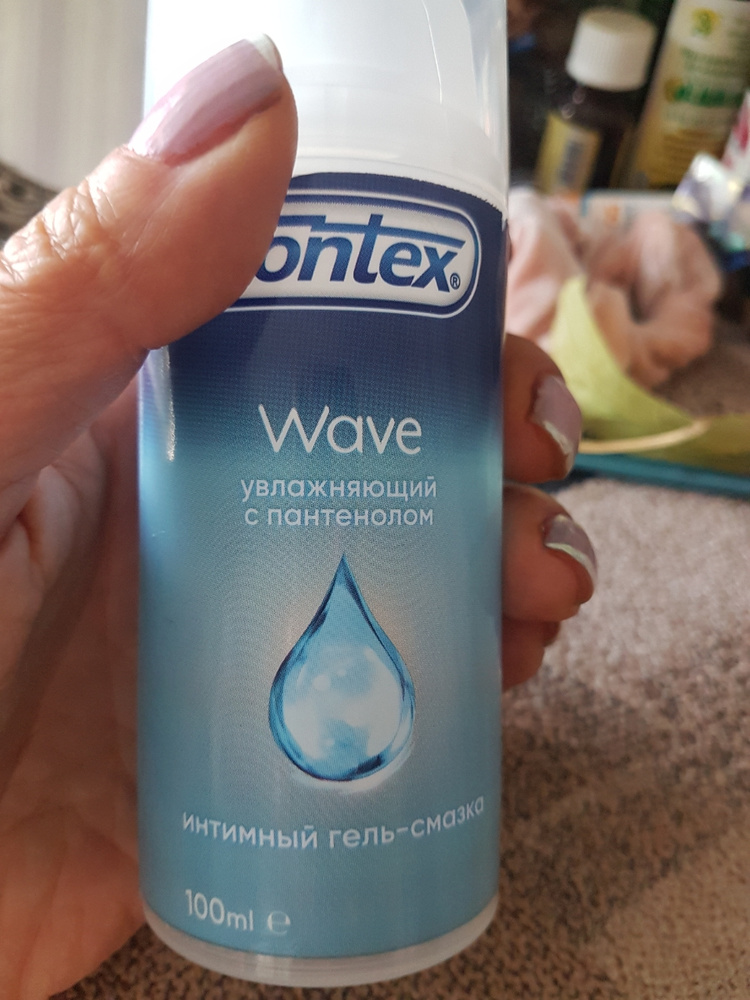 ontex®
Wave
увлажняющий
с пантенолом
интимный гель-смазка
100ml ℮